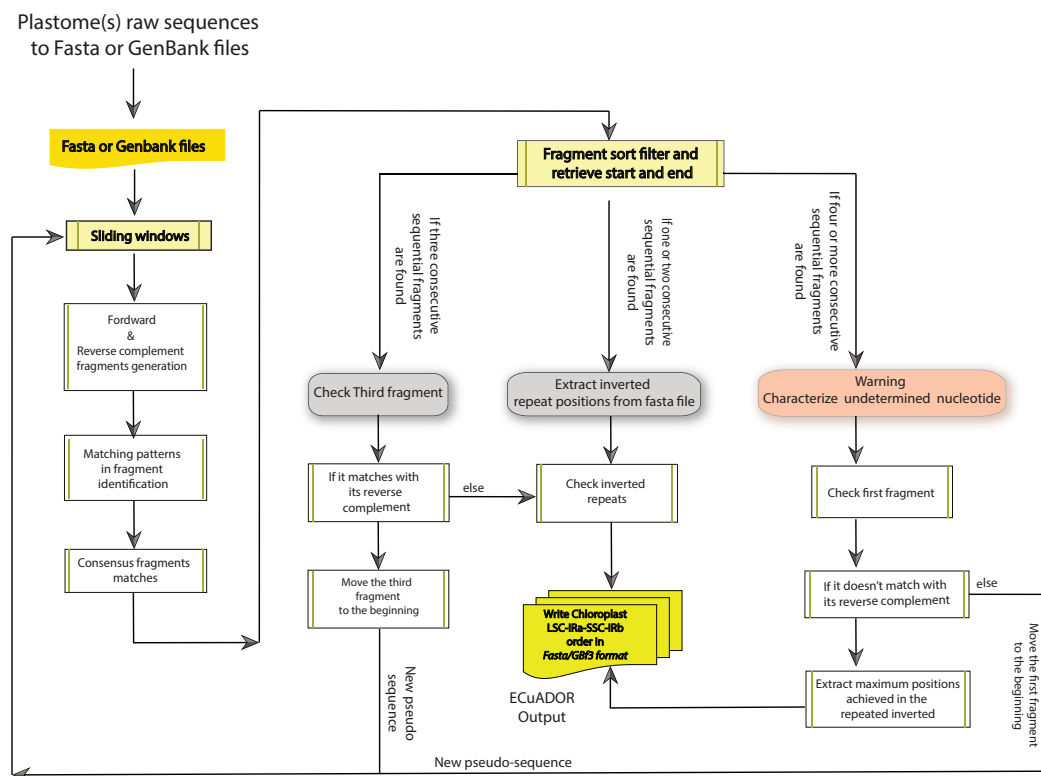 Plastome(s) raw sequences
to Fasta or GenBank files
Fasta or Genbank files
Sliding windows
Fordward
&
Reverse complement
fragments generation
Matching patterns
in fragment
identification
Consensus fragments
matches
Fragment sort filter and
retrieve start and end
If three consecutive
sequential fragments
are found
If one or two consecutive
sequential fragments
are found
If four or more consecutive
sequential fragments
are found
Check Third fragment
If it matches with
its reverse
complement
else
Move the third
fragment
to the beginning
New pseudo
sequence
Extract inverted
repeat positions from fasta file
Check inverted
repeats
Write Chloroplast
LSC-IRa-SSC-IRb
order in
Fasta/GBf3 format
ECuADOR
Output
Warning
Characterize undetermined nucleotide
Check first fragment
If it doesn't match with
its reverse complement
else
Extract maximum positions
achieved in the
repeated inverted
Move the first fragment
to the beginning
New pseudo-sequence